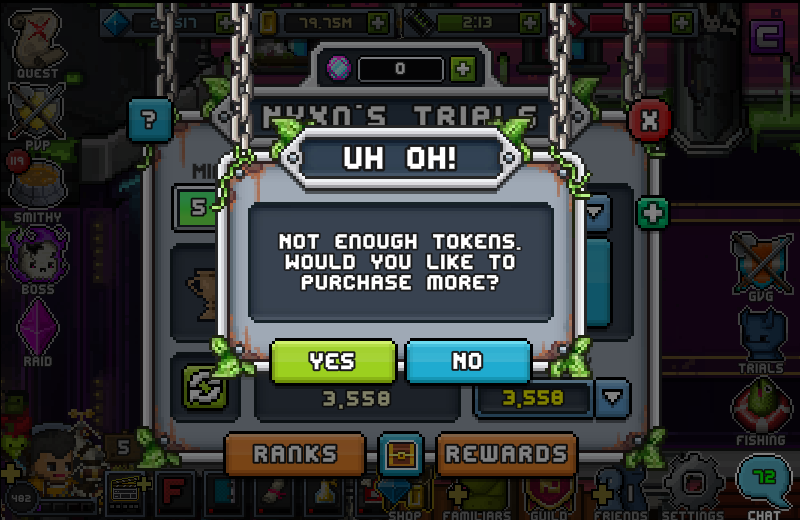 79.75M
2:13
QUEST
0
C
NYXN'S TRIALS
?
X
PVP
UH OH!
119
5
SMITHY
NOT ENOUGH TOKENS.
WOULD YOU LIKE TO
PURCHASE MORE?
BOSS
GVG
RAID
YES
NO
TRIALS
3,558
3,558
FISHING
5
RANKS
REWARDS
482
F
72
SHOP
FAMILIARS
GUILD
FRIENDS
SETTINGS
CHAT